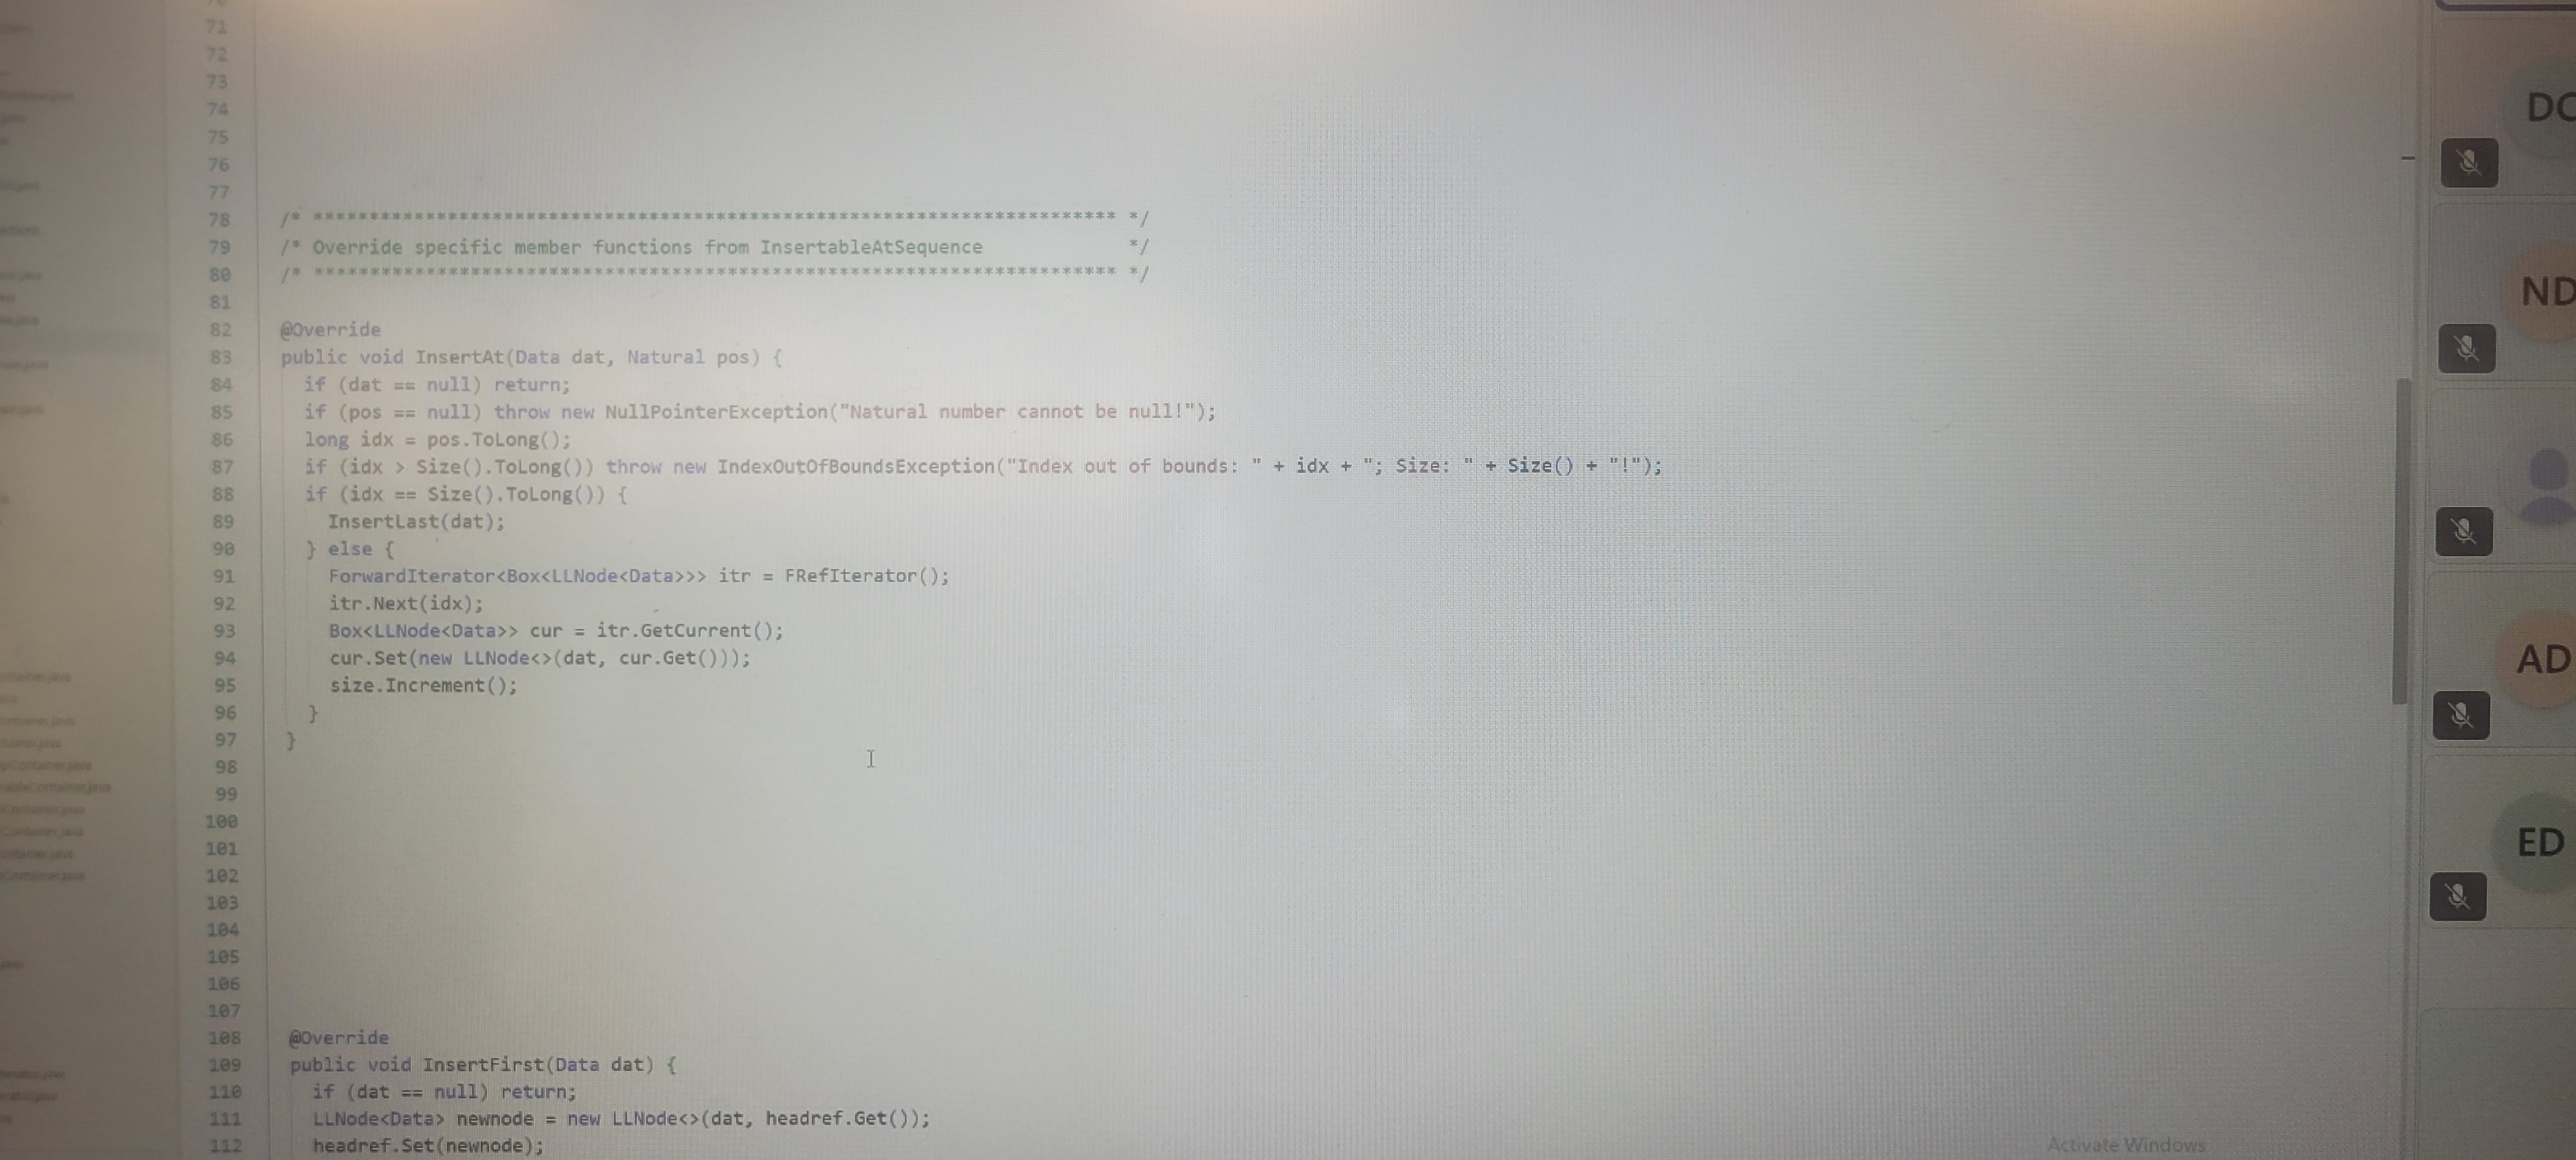 71
72
73
74
75
76
77
78 /* ************************************************************************ */
79 /* Override specific member functions from InsertableAtSequence */
80 /* ************************************************************************ */
81
82 @Override
83 public void InsertAt(Data dat, Natural pos) {
84 if (dat == null) return;
85 if (pos == null) throw new NullPointerException("Natural number cannot be null!");
86 long idx = pos.ToLong();
87 if (idx > Size().ToLong()) throw new IndexOutOfBoundsException("Index out of bounds: " + idx + "; Size: " + Size() + "!");
88 if (idx == Size().ToLong()) {
89 InsertLast(dat);
90 } else {
91 ForwardIterator<Box<LLNode<Data>>> itr = FRefIterator();
92 itr.Next(idx);
93 Box<LLNode<Data>> cur = itr.GetCurrent();
94 cur.Set(new LLNode<>(dat, cur.Get()));
95 size.Increment();
96 }
97 }
98
99
100
101
102
103
104
105
106
107
108 @Override
109 public void InsertFirst(Data dat) {
110 if (dat == null) return;
111 LLNode<Data> newnode = new LLNode<>(dat, headref.Get());
112 headref.Set(newnode);
DC
ND
AD
ED
Activate Windows